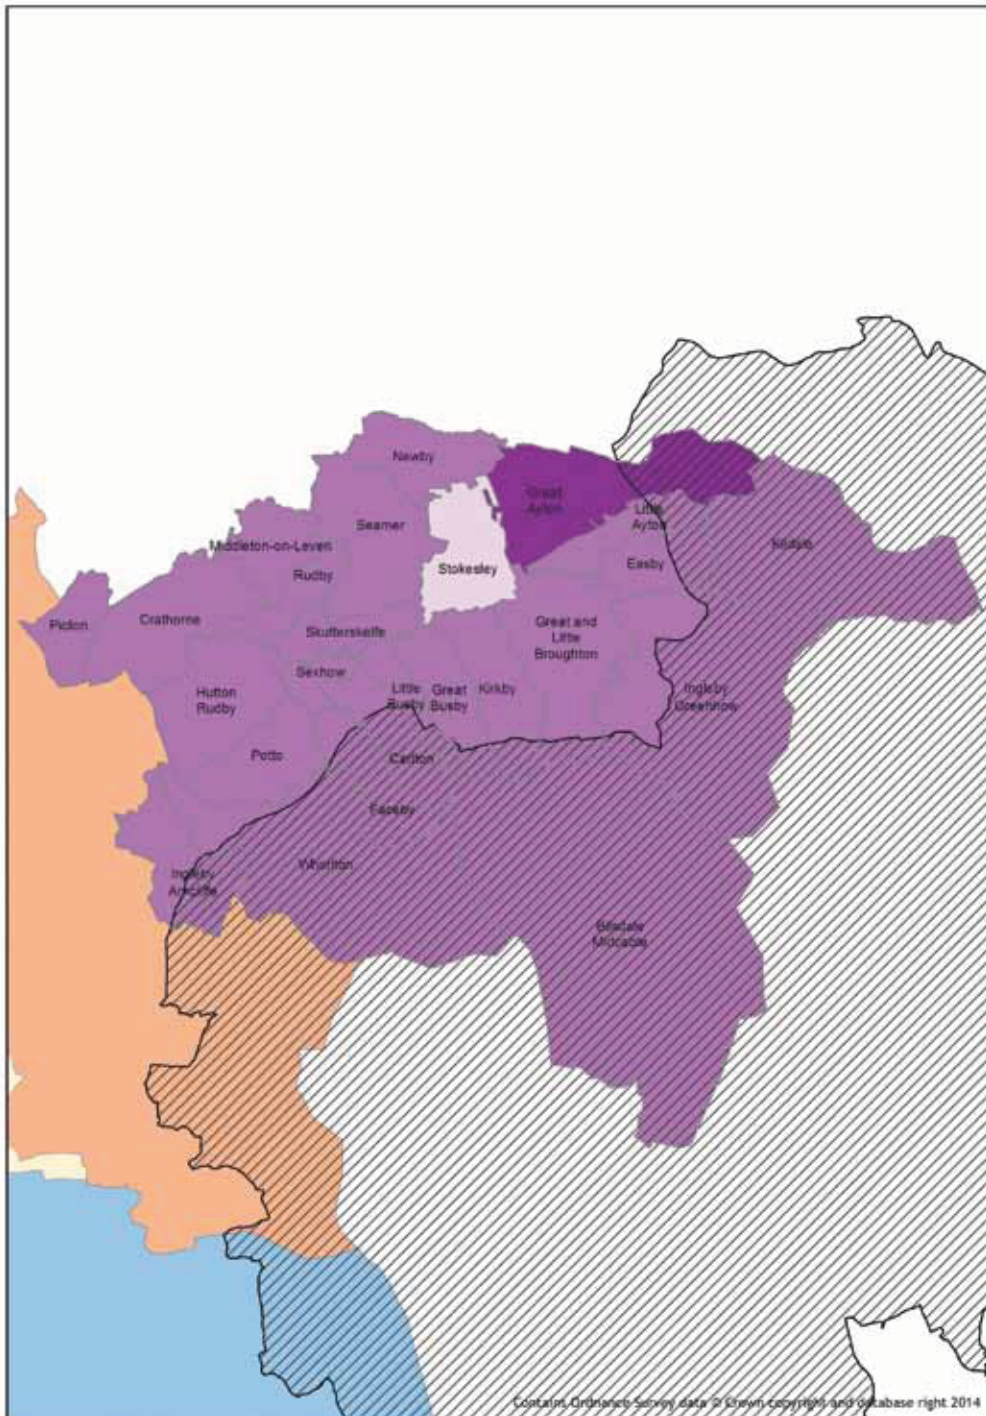 Newby
Great
Ayton
Seamer
Little
Ayton
Kildale
Middleton-on-Leven
Stokesley
Easby
Rudby
Picton
Crathorne
Skutterskelfe
Great and
Little
Broughton
Sexhow
Hutton
Rudby
Little
Busby
Great
Busby
Kirkby
Ingleby
Greenhow
Potto
Carlton
Faceby
Whorlton
Ingleby
Arncliffe
Bilsdale
Midcable
Contains Ordnance Survey data © Crown copyright and database right 2014